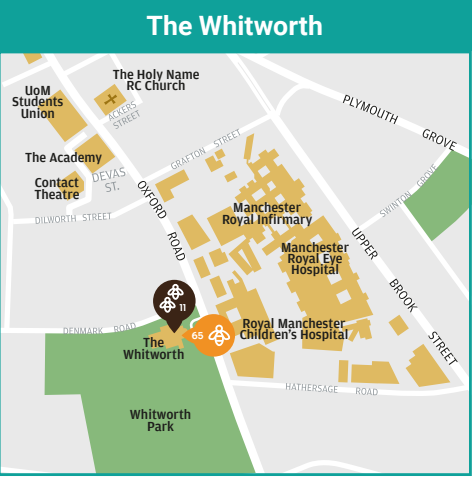 The Whitworth
The Holy Name
RC Church
UoM
Students
Union
ACKERS
STREET
PLYMOUTH
GROVE
The Academy
GRAFTON STREET
DEVAS
ST.
Contact
Theatre
SWINTON GROVE
OXFORD ROAD
DILWORTH STREET
Manchester
Royal Infirmary
UPPER
BROOK
STREET
Manchester
Royal Eye
Hospital
11
DENMARK ROAD
65
The
Whitworth
Royal Manchester
Children's Hospital
HATHERSAGE ROAD
Whitworth
Park